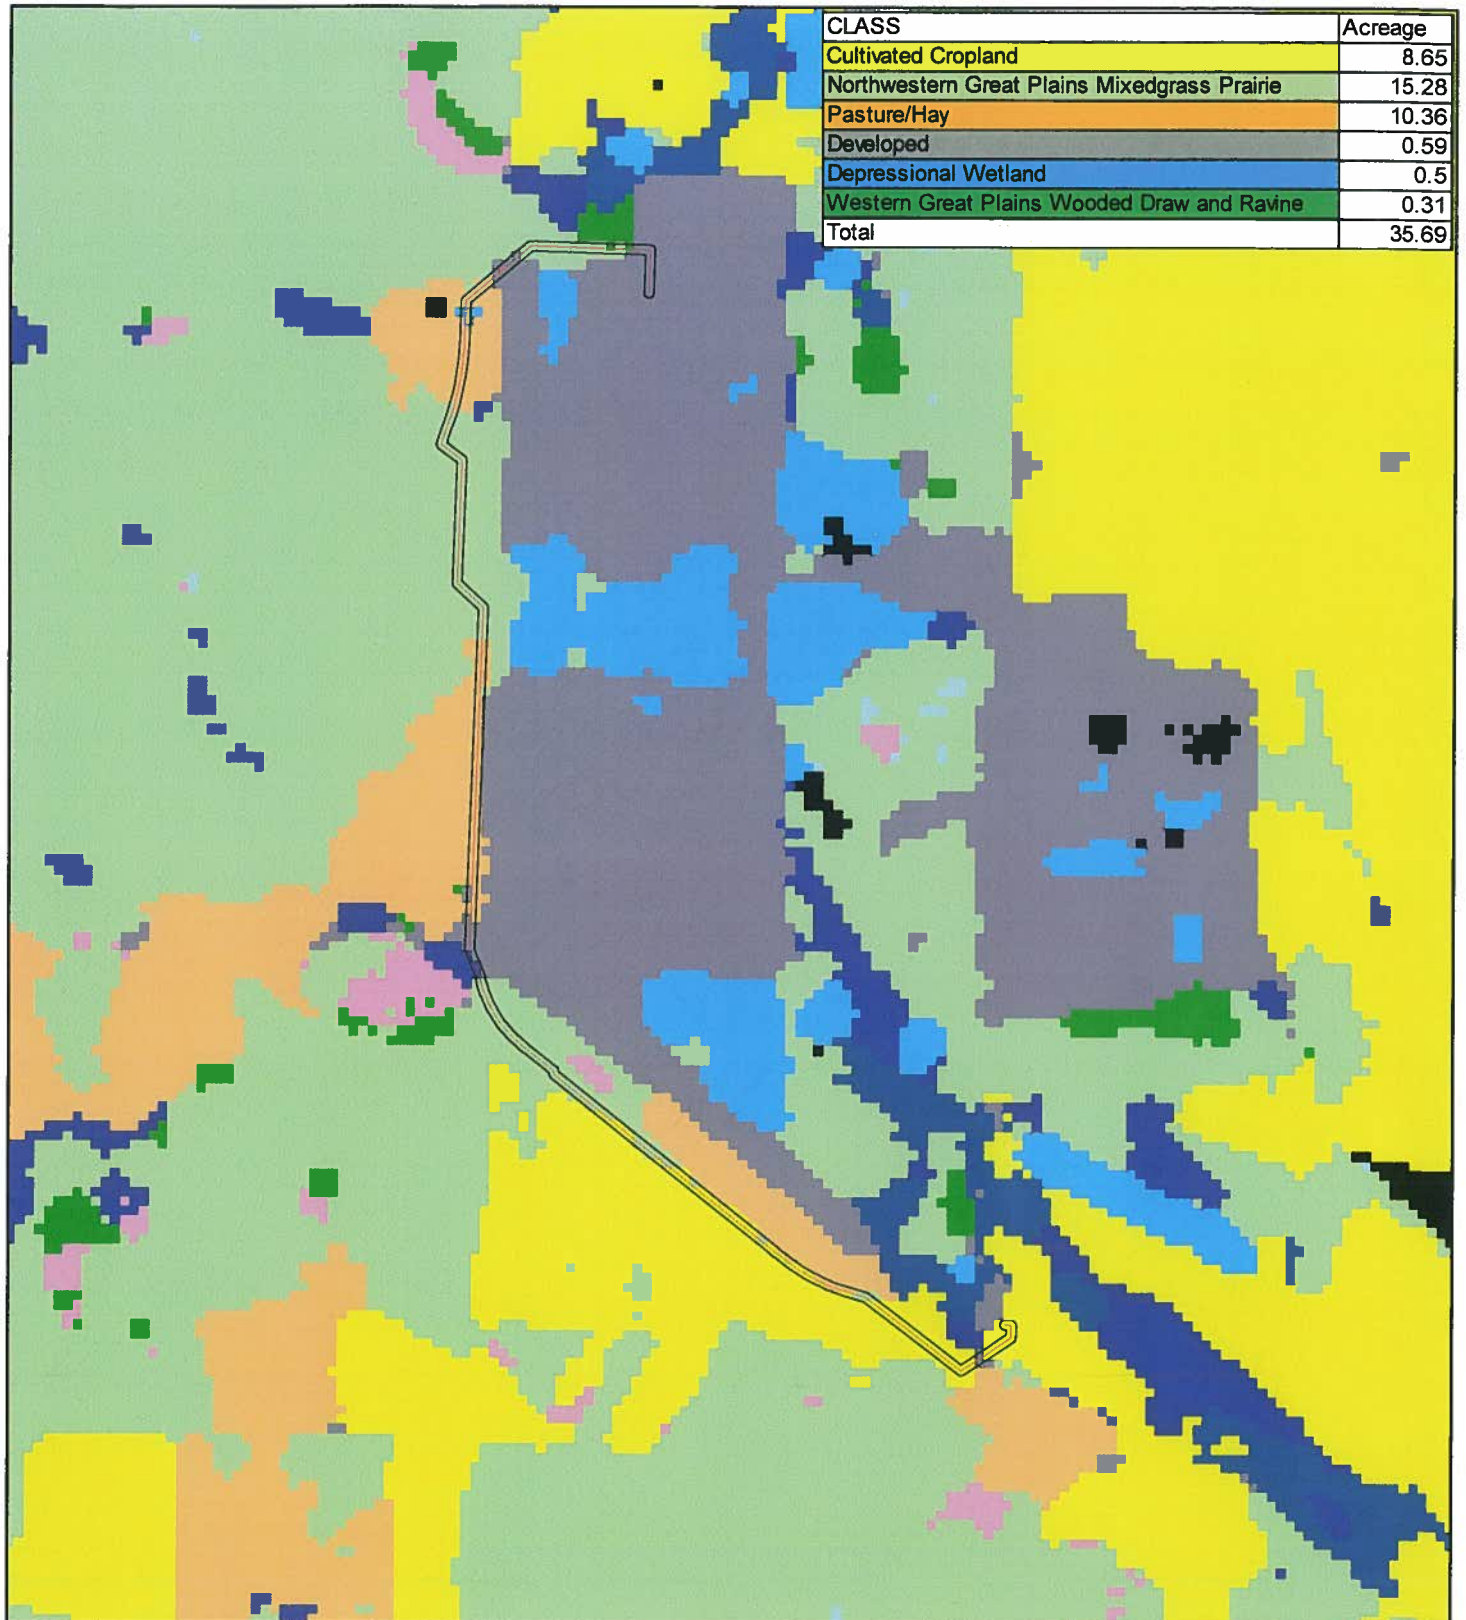 CLASS Acreage
Cultivated Cropland 8.65
Northwestern Great Plains Mixedgrass Prairie 15.28
Pasture/Hay 10.36
Developed 0.59
Depressional Wetland 0.5
Western Great Plains Wooded Draw and Ravine 0.31
Total 35.69